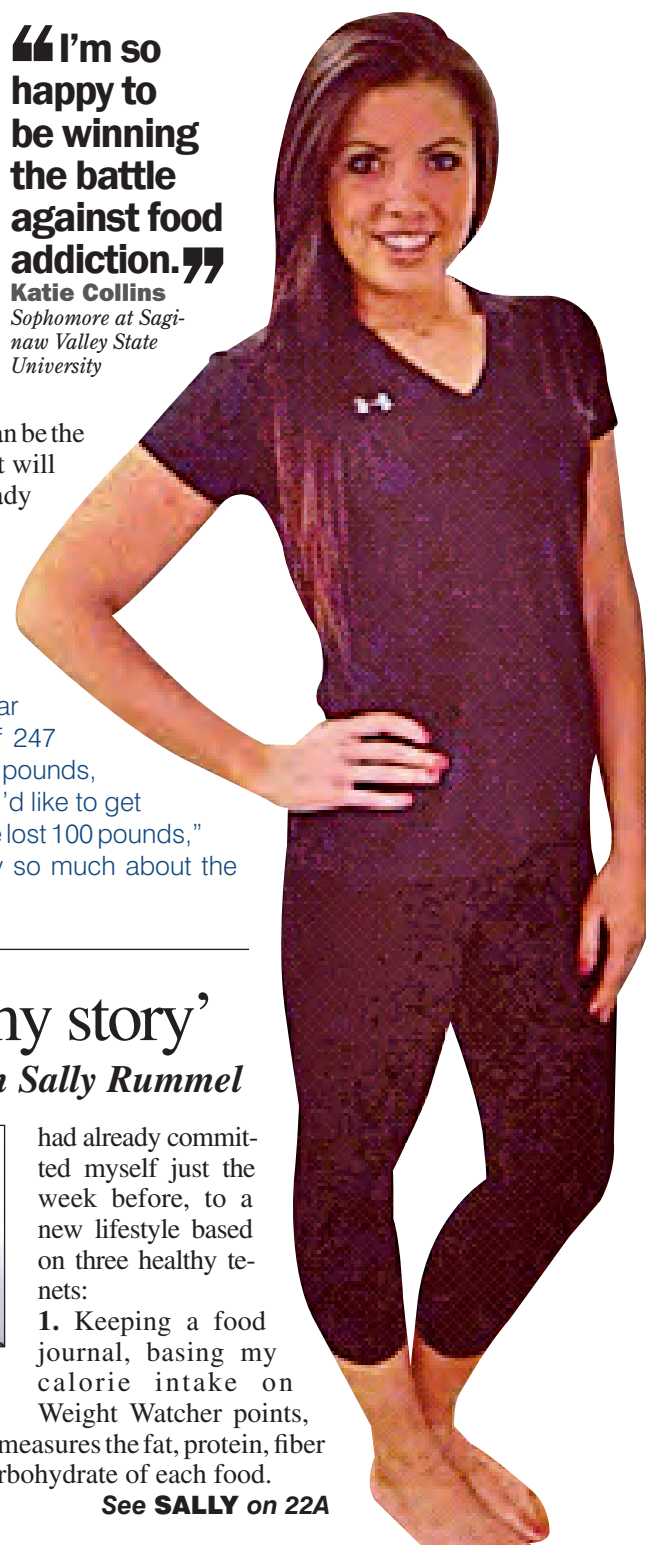 “I’m so
happy to
be winning
the battle
against food
addiction.”
Katie Collins
Sophomore at Sagi-
naw Valley State
University
an be the
t will
ady
ar
f 247
pounds,
’d like to get
e lost 100 pounds,”
y so much about the
my story’
n Sally Rummel
had already commit-
ted myself just the
week before, to a
new lifestyle based
on three healthy te-
nets:
1. Keeping a food
journal, basing my
calorie intake on
Weight Watcher points,
measures the fat, protein, fiber
rbohydrate of each food.
See SALLY on 22A